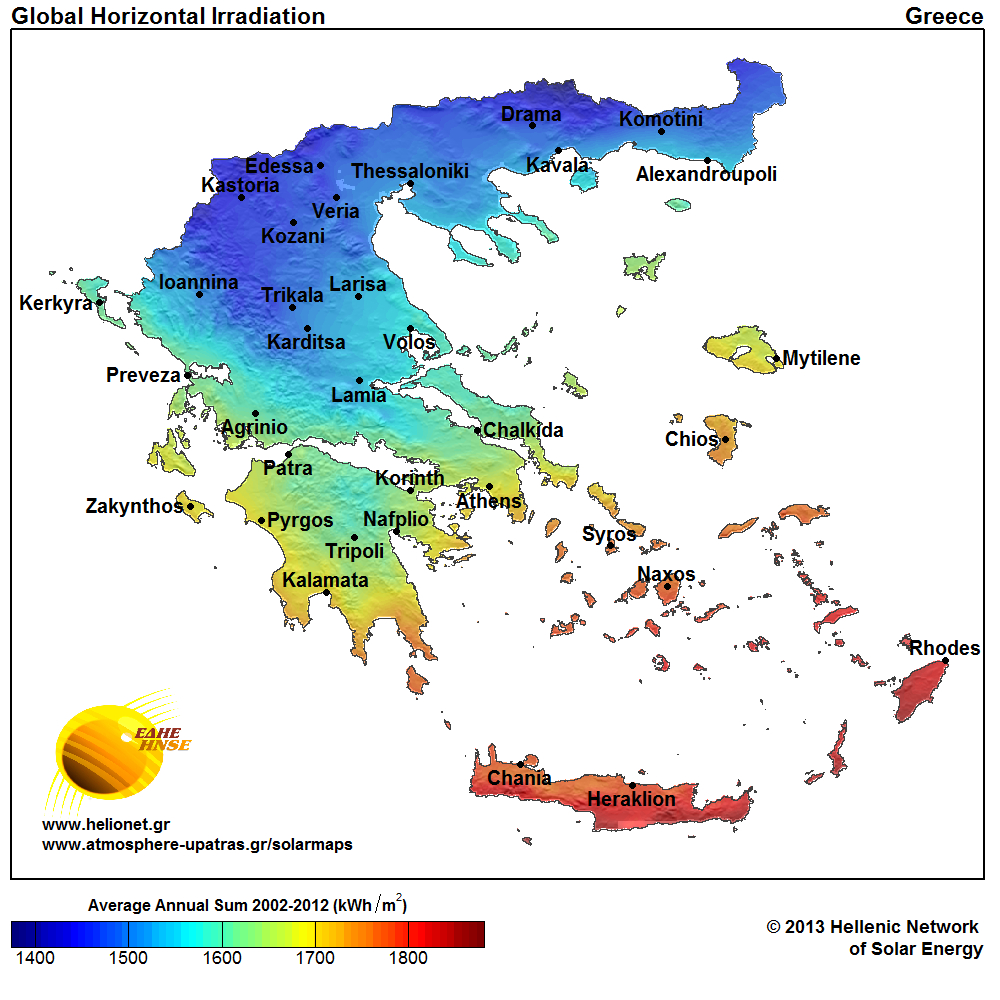 Global Horizontal Irradiation Greece
Drama
Komotini
Kavala
Edessa
Thessaloniki
Alexandroupoli
Kastoria
Veria
Kozani
Ioannina
Larisa
Trikala
Kerkyra
Karditsa
Volos
Mytilene
Preveza
Lamia
Agrinio
Chalkida
Chios
Patra
Korinth
Zakynthos
Athens
Pyrgos
Nafplio
Syros
Tripoli
Kalamata
Naxos
Rhodes
ΕΔΗΕ
HNSE
Chania
Heraklion
www.helionet.gr
www.atmosphere-upatras.gr/solarmaps
Average Annual Sum 2002-2012 (kWh/m²)
1400 1500 1600 1700 1800
© 2013 Hellenic Network
of Solar Energy